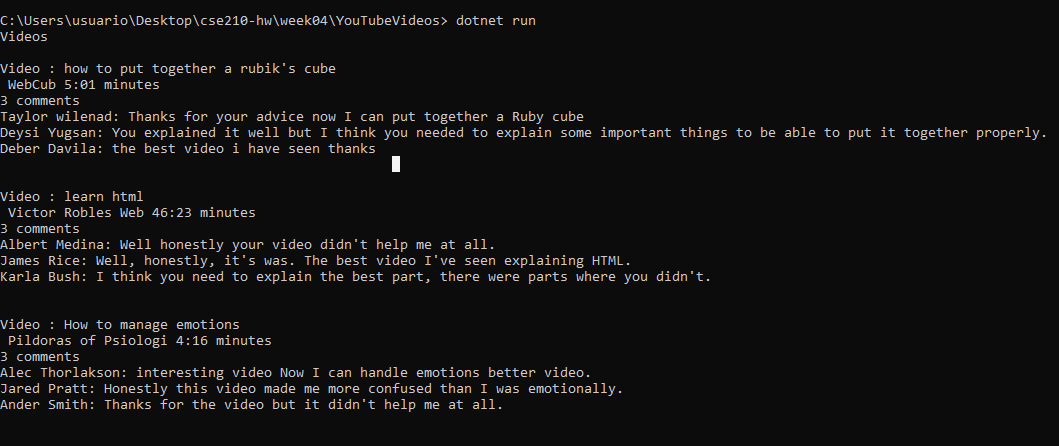 C:\Users\usuario\Desktop\cse210-hw\week04\YouTubeVideos> dotnet run
Videos
Video : how to put together a rubik's cube
WebCub 5:01 minutes
3 comments
Taylor wilenad: Thanks for your advice now I can put together a Ruby cube
Deysi Yugsan: You explained it well but I think you needed to explain some important things to be able to put it together properly.
Deber Davila: the best video i have seen thanks
Video : learn html
Victor Robles Web 46:23 minutes
3 comments
Albert Medina: Well honestly your video didn't help me at all.
James Rice: Well, honestly, it's was. The best video I've seen explaining HTML.
Karla Bush: I think you need to explain the best part, there were parts where you didn't.
Video : How to manage emotions
Pildoras of Psiologi 4:16 minutes
3 comments
Alec Thorlakson: interesting video Now I can handle emotions better video.
Jared Pratt: Honestly this video made me more confused than I was emotionally.
Ander Smith: Thanks for the video but it didn't help me at all.